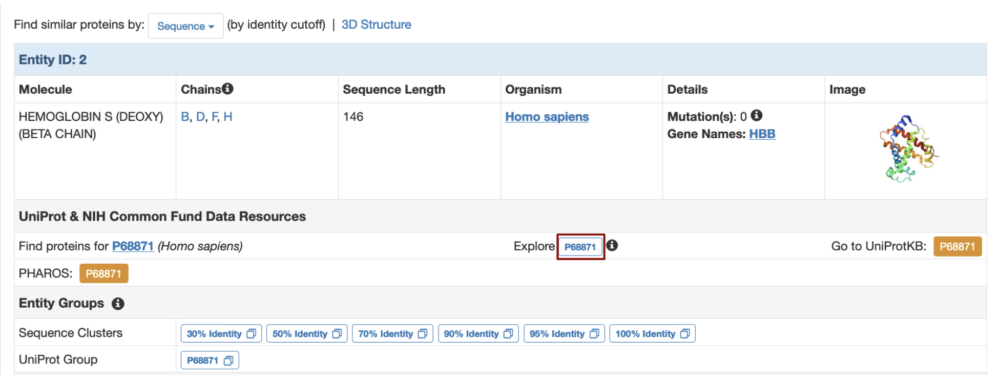 Find similar proteins by: Sequence (by identity cutoff) | 3D Structure
Entity ID: 2
Molecule Chains Sequence Length Organism Details Image
HEMOGLOBIN S (DEOXY) B, D, F, H 146 Homo sapiens Mutation(s): 0
(BETA CHAIN) Gene Names: HBB
UniProt & NIH Common Fund Data Resources
Find proteins for P68871 (Homo sapiens) Explore P68871 Go to UniProtKB: P68871
PHAROS: P68871
Entity Groups
Sequence Clusters 30% Identity 50% Identity 70% Identity 90% Identity 95% Identity 100% Identity
UniProt Group P68871